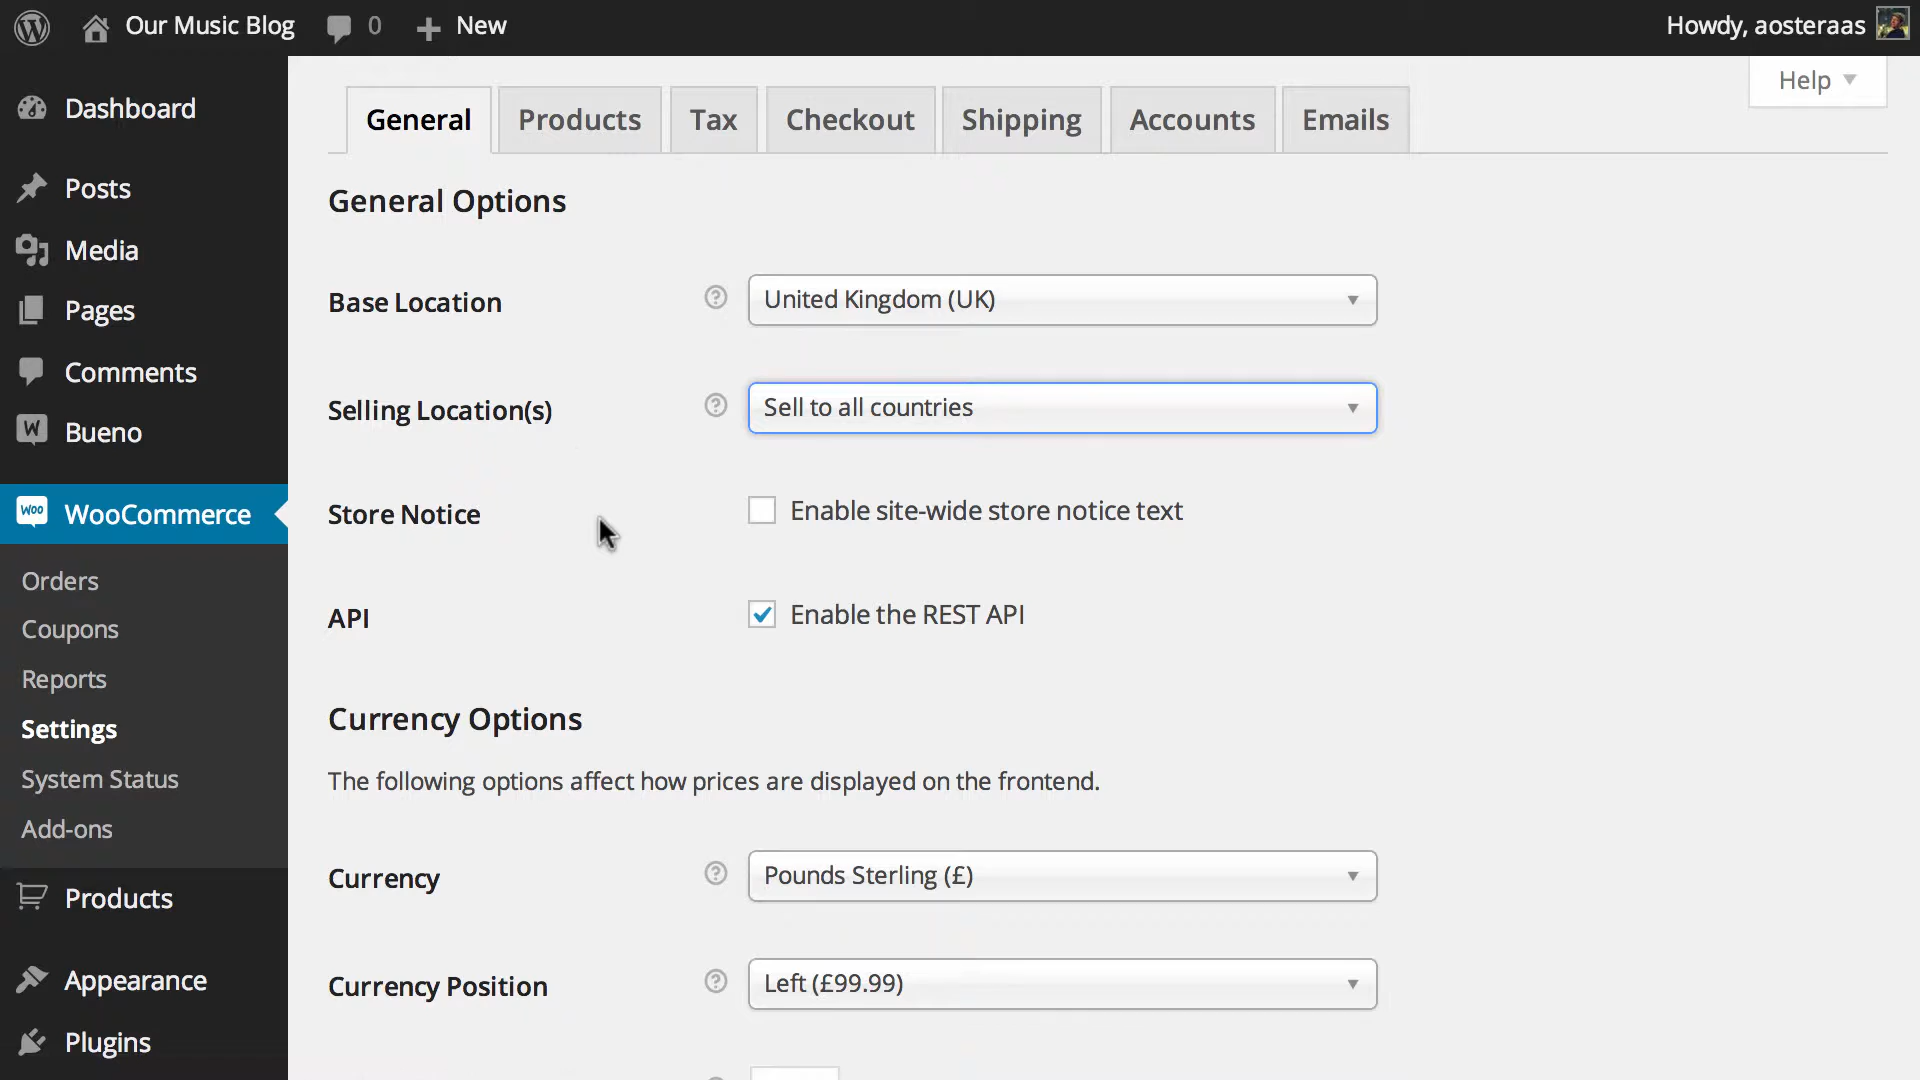 Our Music Blog
0
New
Howdy, aosteraas
Help
Dashboard
Posts
Media
Pages
Comments
W
Bueno
Woo
WooCommerce
Orders
Coupons
Reports
Settings
System Status
Add-ons
Products
Appearance
Plugins
General
Products
Tax
Checkout
Shipping
Accounts
Emails
General Options
Base Location
United Kingdom (UK)
Selling Location(s)
Sell to all countries
Store Notice
Enable site-wide store notice text
API
Enable the REST API
Currency Options
The following options affect how prices are displayed on the frontend.
Currency
Pounds Sterling (£)
Currency Position
Left (£99.99)